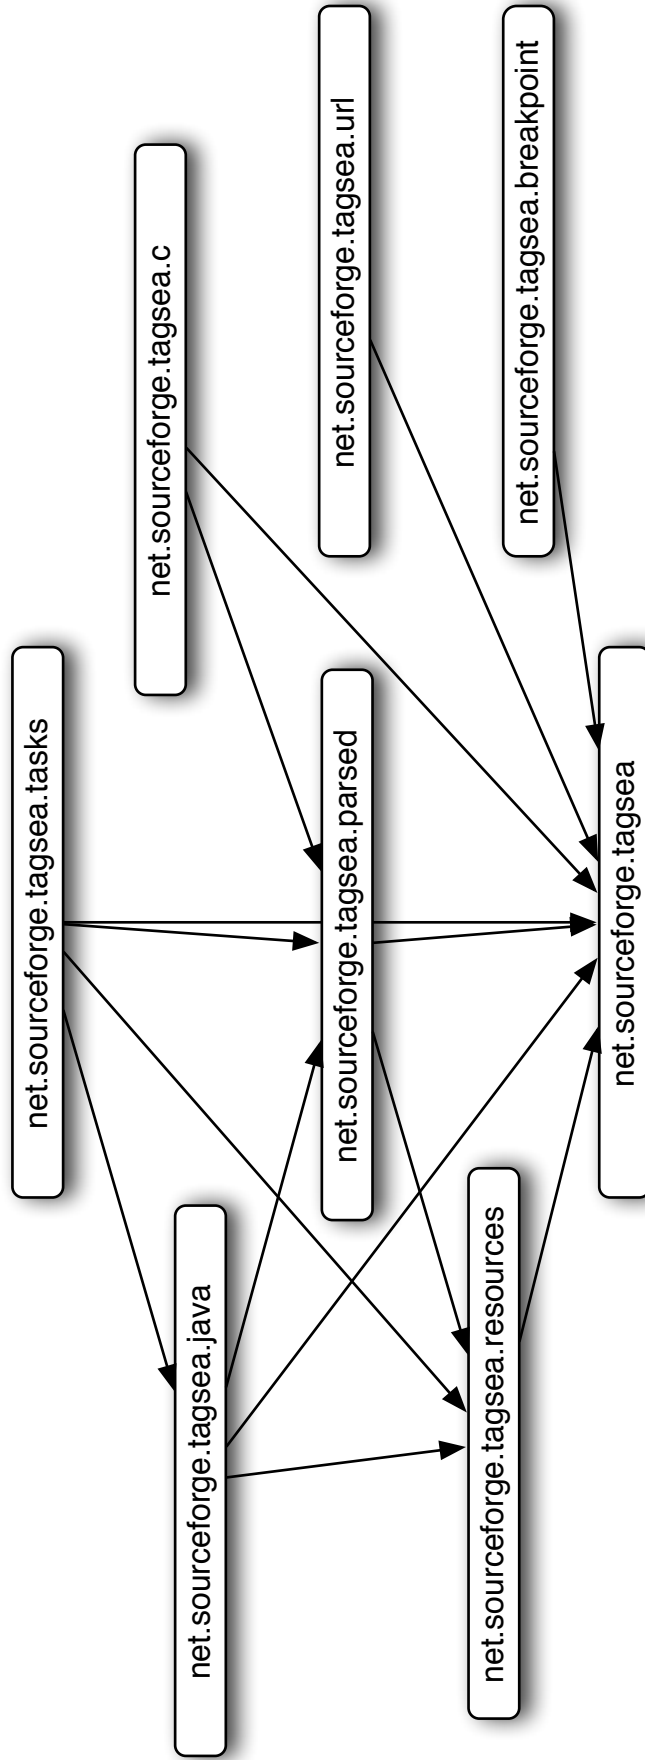 net.sourceforge.tagsea.tasks
net.sourceforge.tagsea.c
net.sourceforge.tagsea.java
net.sourceforge.tagsea.url
net.sourceforge.tagsea.parsed
net.sourceforge.tagsea.resources
net.sourceforge.tagsea.breakpoint
net.sourceforge.tagsea